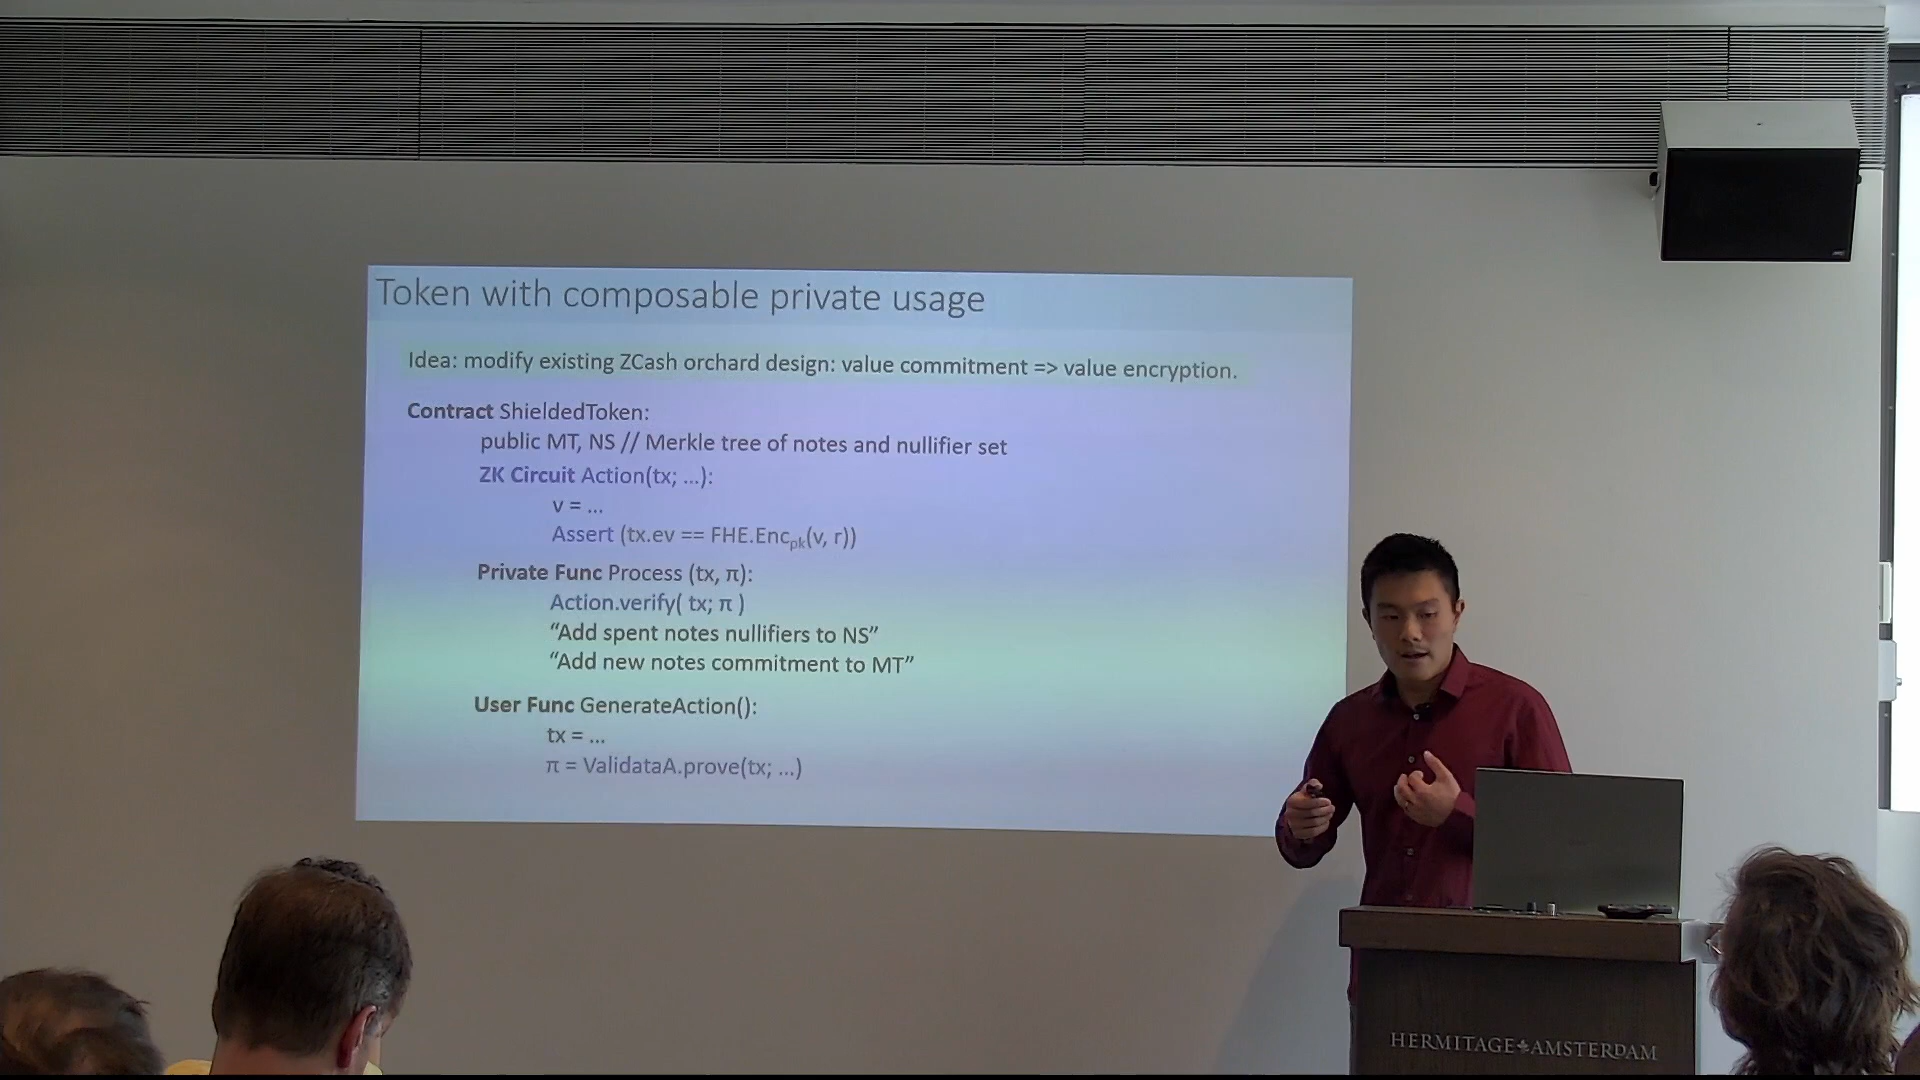 Token with composable private usage
Idea: modify existing ZCash orchard design: value commitment => value encryption.
Contract ShieldedToken:
public MT, NS // Merkle tree of notes and nullifier set
ZK Circuit Action(tx; ...):
v = ...
Assert (tx.ev == FHE.Encpk(v, r))
Private Func Process (tx, π):
Action.verify( tx; π )
“Add spent notes nullifiers to NS”
“Add new notes commitment to MT”
User Func GenerateAction():
tx = ...
π = ValidataA.prove(tx; ...)
HERMITAGE AMSTERDAM